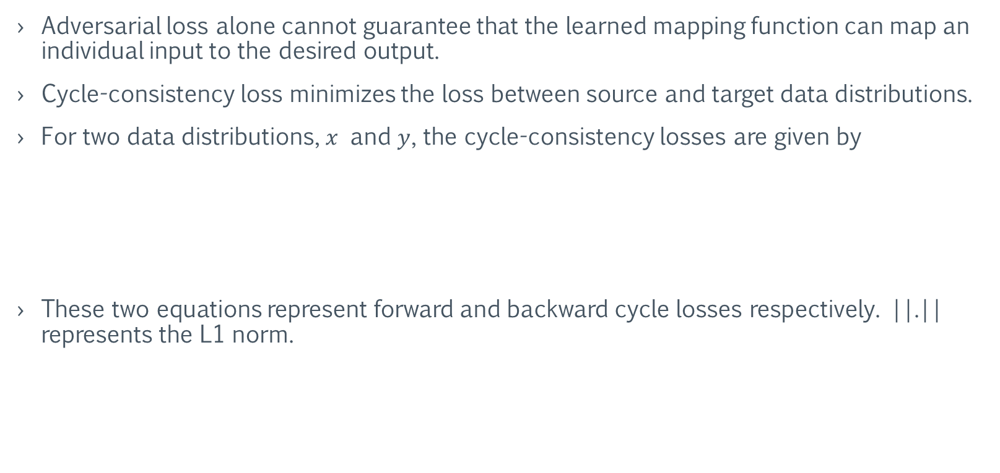 › Adversarial loss alone cannot guarantee that the learned mapping function can map an
individual input to the desired output.
› Cycle-consistency loss minimizes the loss between source and target data distributions.
› For two data distributions, x and y, the cycle-consistency losses are given by
› These two equations represent forward and backward cycle losses respectively. ||.||
represents the L1 norm.